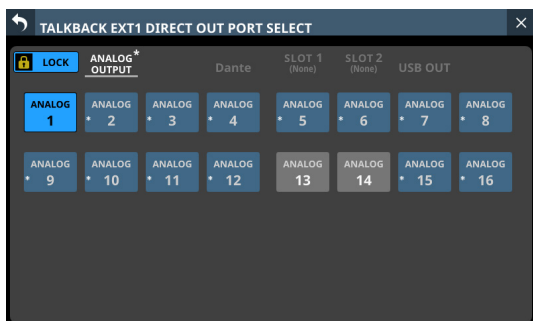 TALKBACK EXT1 DIRECT OUT PORT SELECT
LOCK
ANALOG*
OUTPUT
Dante
SLOT 1
(None)
SLOT 2
(None)
USB OUT
ANALOG
1
ANALOG
* 2
ANALOG
* 3
ANALOG
* 4
ANALOG
* 5
ANALOG
* 6
ANALOG
* 7
ANALOG
* 8
ANALOG
* 9
ANALOG
* 10
ANALOG
* 11
ANALOG
* 12
ANALOG
13
ANALOG
14
ANALOG
* 15
ANALOG
* 16